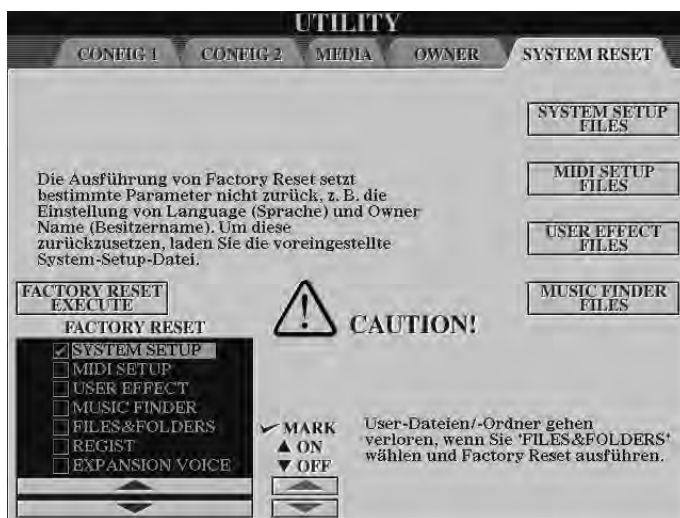 UTILITY
CONFIG 1 CONFIG 2 MEDIA OWNER SYSTEM RESET
SYSTEM SETUP
FILES
MIDI SETUP
FILES
USER EFFECT
FILES
MUSIC FINDER
FILES
Die Ausführung von Factory Reset setzt
bestimmte Parameter nicht zurück, z. B. die
Einstellung von Language (Sprache) und Owner
Name (Besitzername). Um diese
zurückzusetzen, laden Sie die voreingestellte
System-Setup-Datei.
FACTORY RESET
EXECUTE
CAUTION!
FACTORY RESET
SYSTEM SETUP
MIDI SETUP
USER EFFECT
MUSIC FINDER
FILES&FOLDERS
REGIST
EXPANSION VOICE
MARK
▲ ON
▼ OFF
User-Dateien/-Ordner gehen
verloren, wenn Sie 'FILES&FOLDERS'
wählen und Factory Reset ausführen.